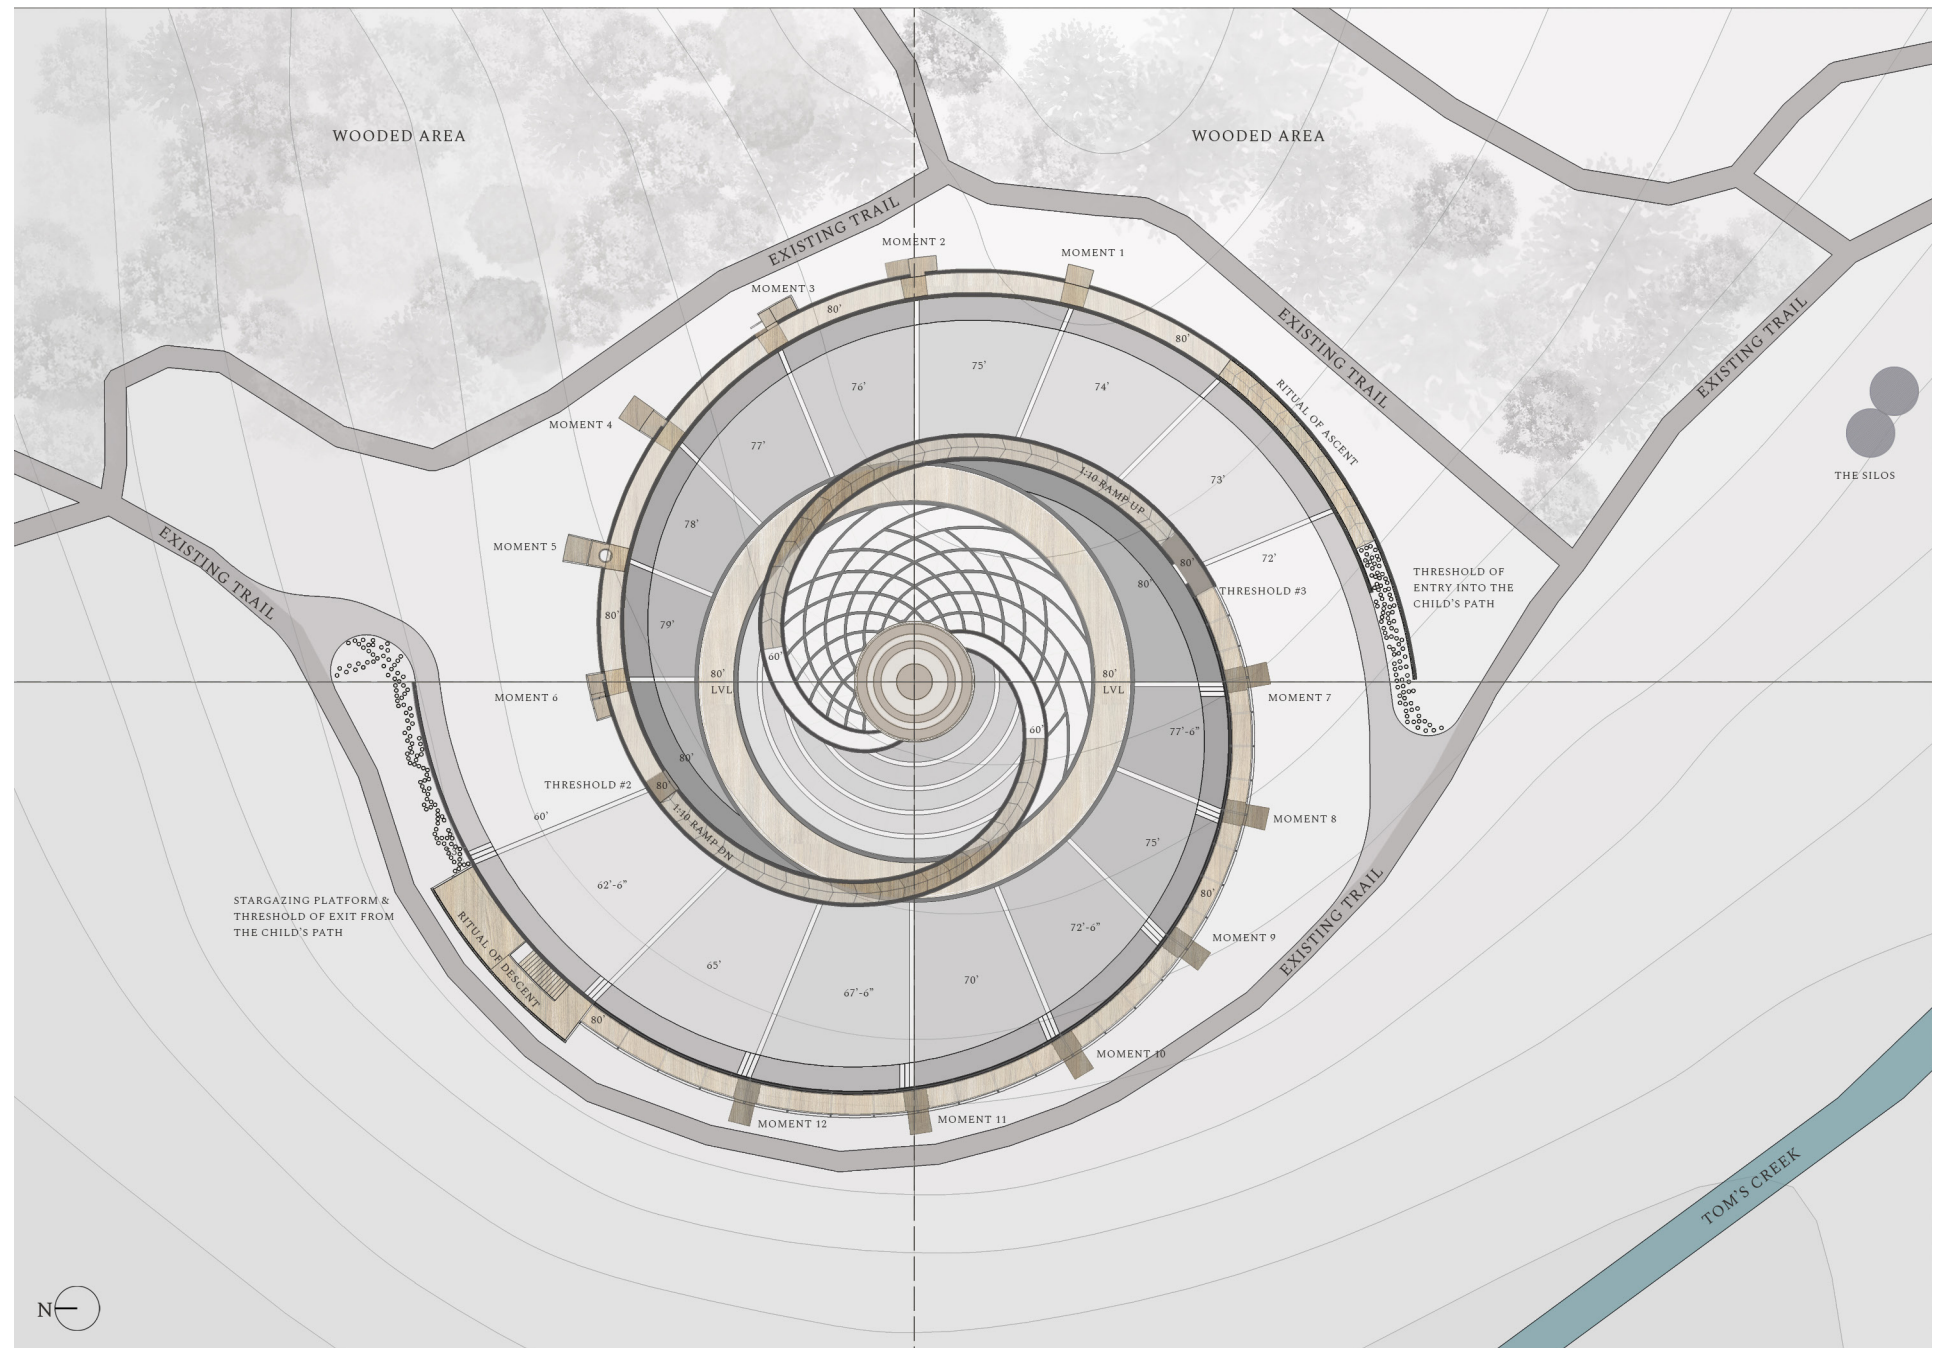 WOODED AREA
WOODED AREA
EXISTING TRAIL
MOMENT 2
MOMENT 1
MOMENT 3
80'
80'
EXISTING TRAIL
EXISTING TRAIL
75'
76'
74'
RITUAL OF ASCENT
MOMENT 4
77'
73'
1:10 RAMP UP
THE SILOS
78'
MOMENT 5
72'
80'
80'
EXISTING TRAIL
THRESHOLD OF
ENTRY INTO THE
CHILD'S PATH
THRESHOLD #3
80'
79'
60'
80'
LVL
80'
LVL
MOMENT 6
MOMENT 7
60'
77'-6"
80'
THRESHOLD #2
80'
60'
1:10 RAMP DN
MOMENT 8
75'
62'-6"
80'
STARGAZING PLATFORM &
THRESHOLD OF EXIT FROM
THE CHILD'S PATH
RITUAL OF DESCENT
72'-6"
MOMENT 9
EXISTING TRAIL
65'
67'-6"
70'
80'
MOMENT 10
MOMENT 12
MOMENT 11
TOM'S CREEK
N